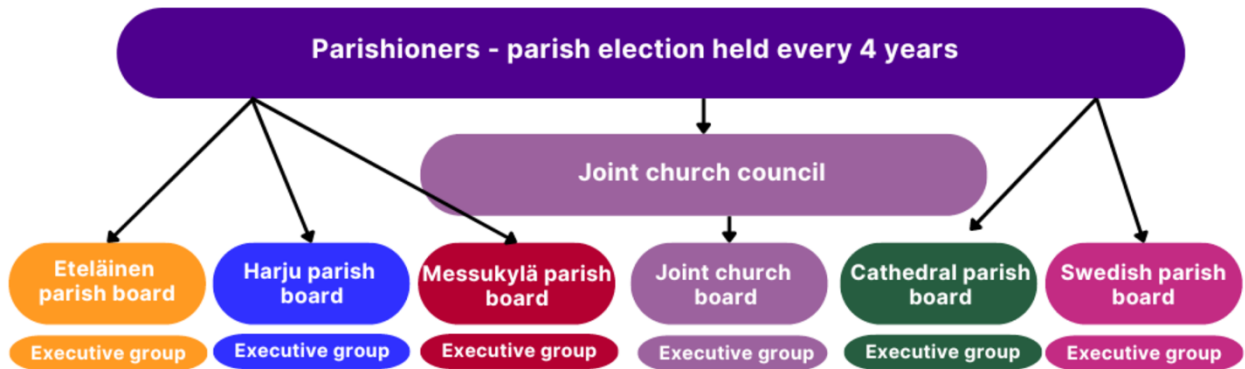 Parishioners - parish election held every 4 years
Joint church council
Eteläinen
parish board
Harju parish
board
Messukylä parish
board
Joint church
board
Cathedral parish
board
Swedish parish
board
Executive group
Executive group
Executive group
Executive group
Executive group
Executive group